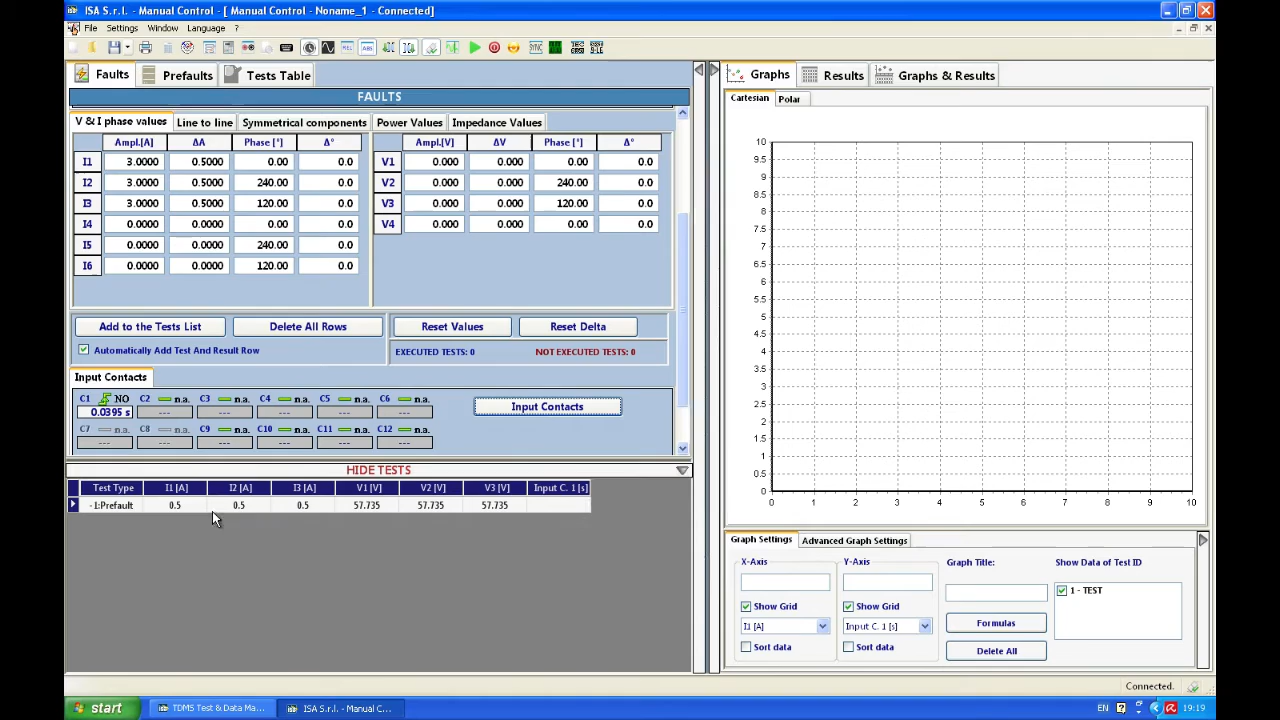 ISA S.r.l. - Manual Control - [ Manual Control - Noname_1 - Connected]
File Settings Window Language ?
Faults Prefaults Tests Table
FAULTS
V & I phase values Line to line Symmetrical components Power Values Impedance Values
Ampl.[A] ΔA Phase [°] Δ° Ampl.[V] ΔV Phase [°] Δ°
I1 3.0000 0.5000 0.00 0.0 V1 0.000 0.000 0.00 0.0
I2 3.0000 0.5000 240.00 0.0 V2 0.000 0.000 240.00 0.0
I3 3.0000 0.5000 120.00 0.0 V3 0.000 0.000 120.00 0.0
I4 0.0000 0.0000 0.00 0.0 V4 0.000 0.000 0.00 0.0
I5 0.0000 0.0000 240.00 0.0
I6 0.0000 0.0000 120.00 0.0
Add to the Tests List Delete All Rows Reset Values Reset Delta
Automatically Add Test And Result Row EXECUTED TESTS: 0 NOT EXECUTED TESTS: 0
Input Contacts
C1 NO C2 n.a. C3 n.a. C4 n.a. C5 n.a. C6 n.a.
0.0395 s --- --- --- --- ---
Input Contacts
C7 n.a. C8 n.a. C9 n.a. C10 n.a. C11 n.a. C12 n.a.
--- --- --- --- --- ---
HIDE TESTS
Test Type I1 [A] I2 [A] I3 [A] V1 [V] V2 [V] V3 [V] Input C. 1 [s]
-1:Prefault 0.5 0.5 0.5 57.735 57.735 57.735
Graphs Results Graphs & Results
Cartesian Polar
10
9.5
9
8.5
8
7.5
7
6.5
6
5.5
5
4.5
4
3.5
3
2.5
2
1.5
1
0.5
0
0 1 2 3 4 5 6 7 8 9 10
Graph Settings Advanced Graph Settings
X-Axis Y-Axis Graph Title: Show Data of Test ID
1 - TEST
Show Grid Show Grid
Formulas
I1 [A] Input C. 1 [s]
Sort data Sort data Delete All
Connected.
start TDMS Test & Data Ma... ISA S.r.l. - Manual C... EN ? 19:19